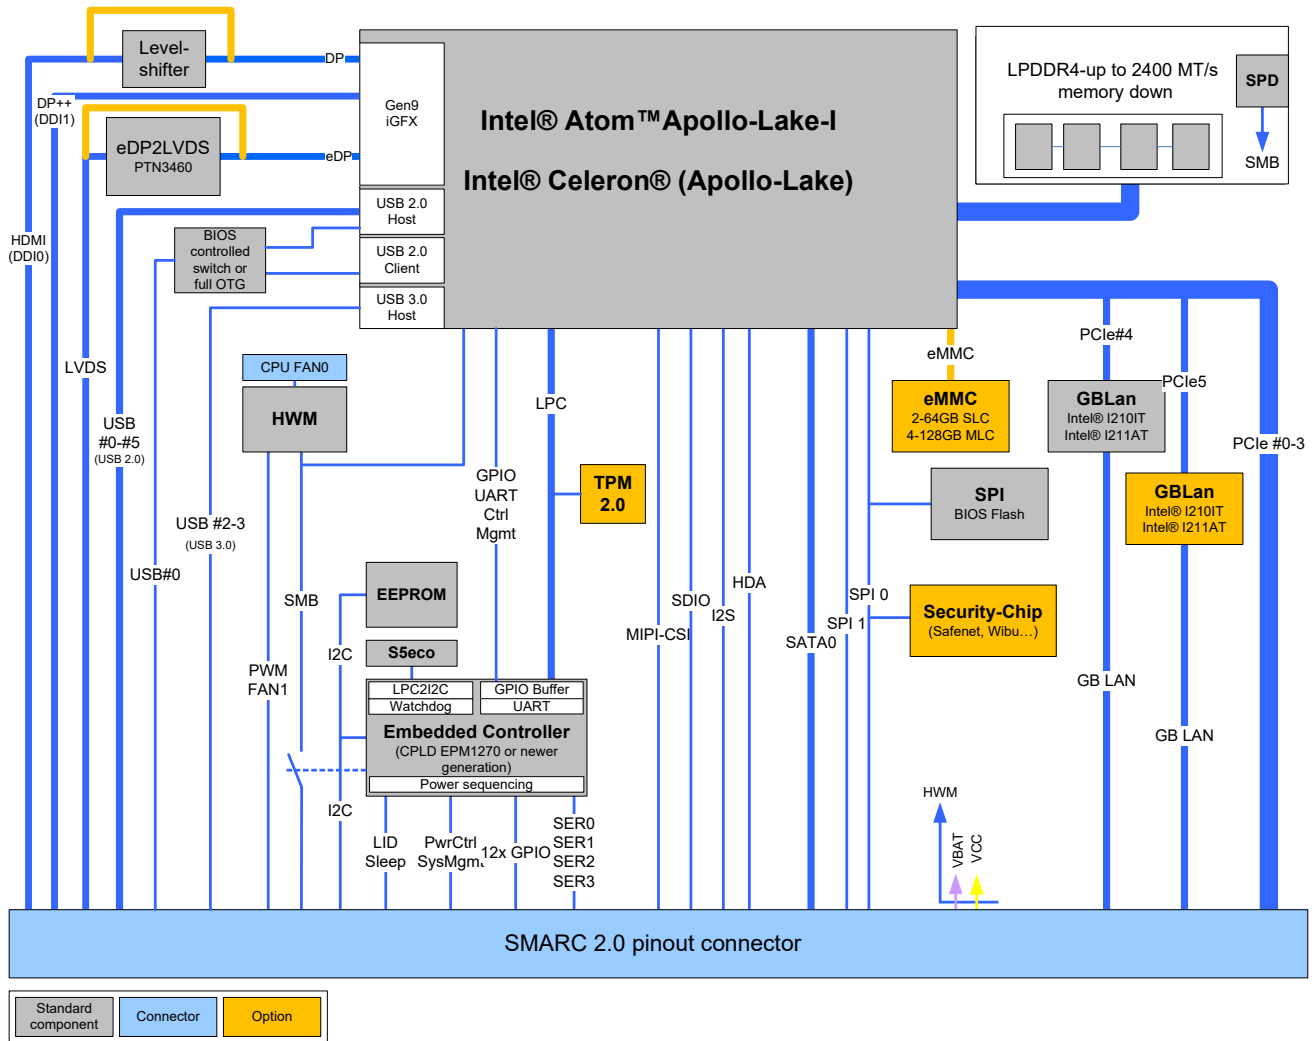 Level-
shifter
DP
DP++
(DDI1)
eDP2LVDS
PTN3460
eDP
HDMI
(DDI0)
Gen9
iGFX
Intel® Atom™Apollo-Lake-I
Intel® Celeron® (Apollo-Lake)
LPDDR4-up to 2400 MT/s
memory down
SPD
SMB
USB 2.0
Host
USB 2.0
Client
USB 3.0
Host
BIOS
controlled
switch or
full OTG
LVDS
USB
#0-#5
(USB 2.0)
USB #2-3
(USB 3.0)
USB#0
CPU FAN0
HWM
SMB
PWM
FAN1
I2C
I2C
EEPROM
S5eco
GPIO
UART
Ctrl
Mgmt
LPC
TPM
2.0
LPC2I2C
Watchdog
GPIO Buffer
UART
Embedded Controller
(CPLD EPM1270 or newer
generation)
Power sequencing
LID
Sleep
PwrCtrl
SysMgmt
12x GPIO
SER0
SER1
SER2
SER3
MIPI-CSI
SDIO
I2S
HDA
SATA0
SPI 1
SPI 0
eMMC
eMMC
2-64GB SLC
4-128GB MLC
SPI
BIOS Flash
Security-Chip
(Safenet, Wibu...)
PCIe#4
GBLan
Intel® I210IT
Intel® I211AT
PCIe5
GBLan
Intel® I210IT
Intel® I211AT
PCIe #0-3
GB LAN
GB LAN
HWM
VBAT
VCC
SMARC 2.0 pinout connector
Standard
component
Connector
Option